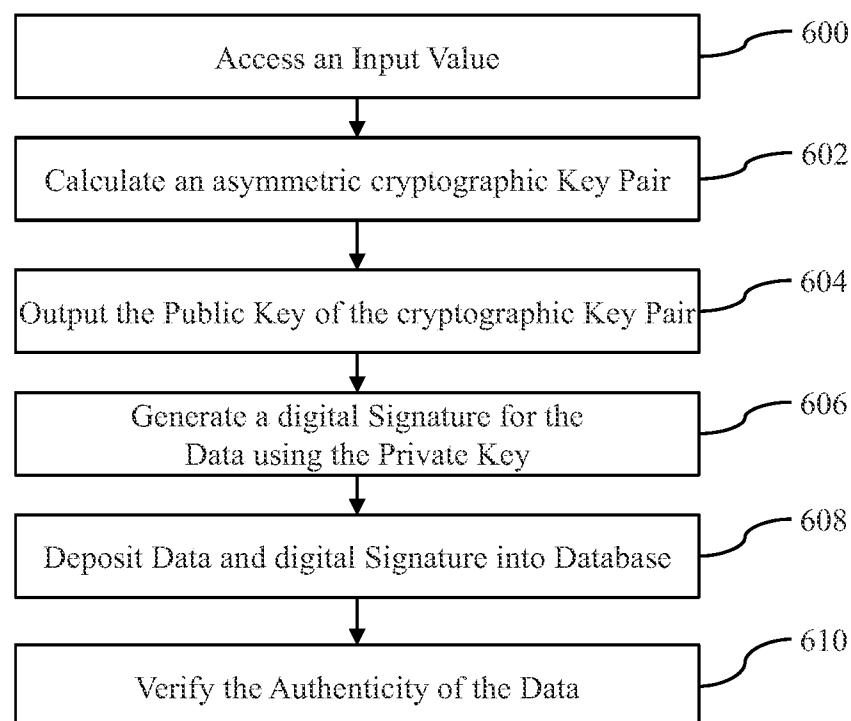 600
Access an Input Value
602
Calculate an asymmetric cryptographic Key Pair
604
Output the Public Key of the cryptographic Key Pair
606
Generate a digital Signature for the
Data using the Private Key
608
Deposit Data and digital Signature into Database
610
Verify the Authenticity of the Data